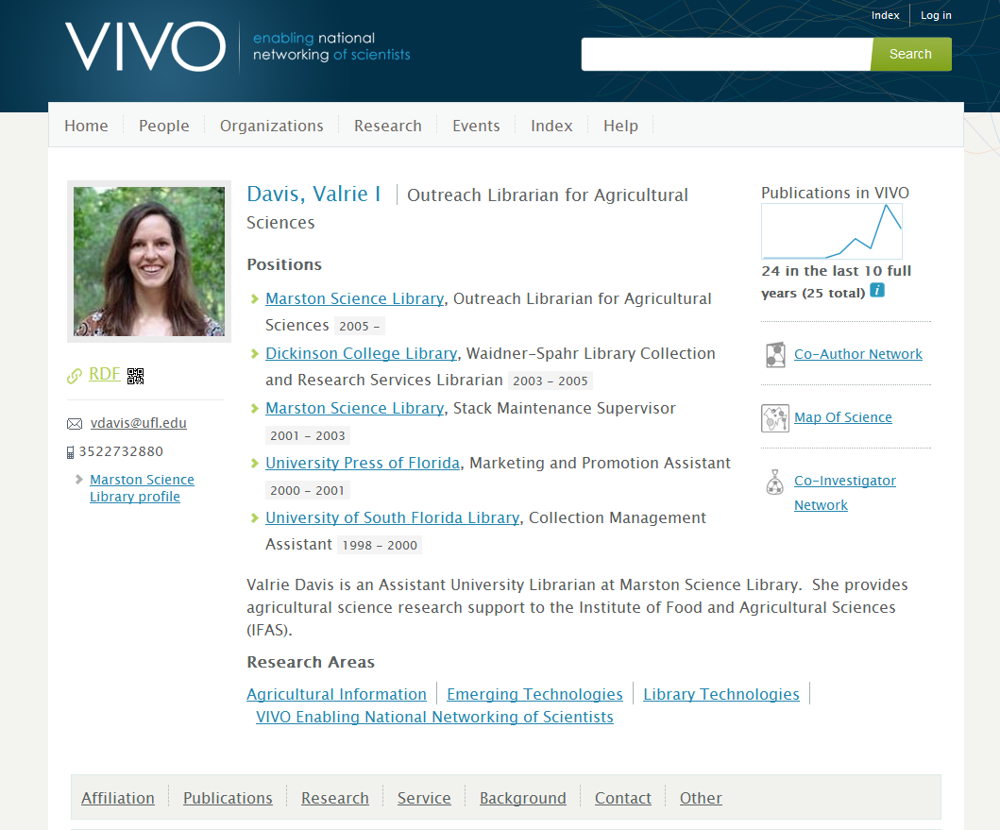 VIVO
enabling national
networking of scientists
Index
Log in
Search
Home
People
Organizations
Research
Events
Index
Help
Davis, Valrie I
Outreach Librarian for Agricultural
Sciences
Positions
Marston Science Library, Outreach Librarian for Agricultural
Sciences 2005 -
Dickinson College Library, Waidner-Spahr Library Collection
and Research Services Librarian 2003 - 2005
Marston Science Library, Stack Maintenance Supervisor
2001 - 2003
University Press of Florida, Marketing and Promotion Assistant
2000 - 2001
University of South Florida Library, Collection Management
Assistant 1998 - 2000
Valrie Davis is an Assistant University Librarian at Marston Science Library. She provides
agricultural science research support to the Institute of Food and Agricultural Sciences
(IFAS).
Research Areas
Agricultural Information
Emerging Technologies
Library Technologies
VIVO Enabling National Networking of Scientists
RDF
vdavis@ufl.edu
3522732880
Marston Science
Library profile
Publications in VIVO
24 in the last 10 full
years (25 total) i
Co-Author Network
Map Of Science
Co-Investigator
Network
Affiliation
Publications
Research
Service
Background
Contact
Other